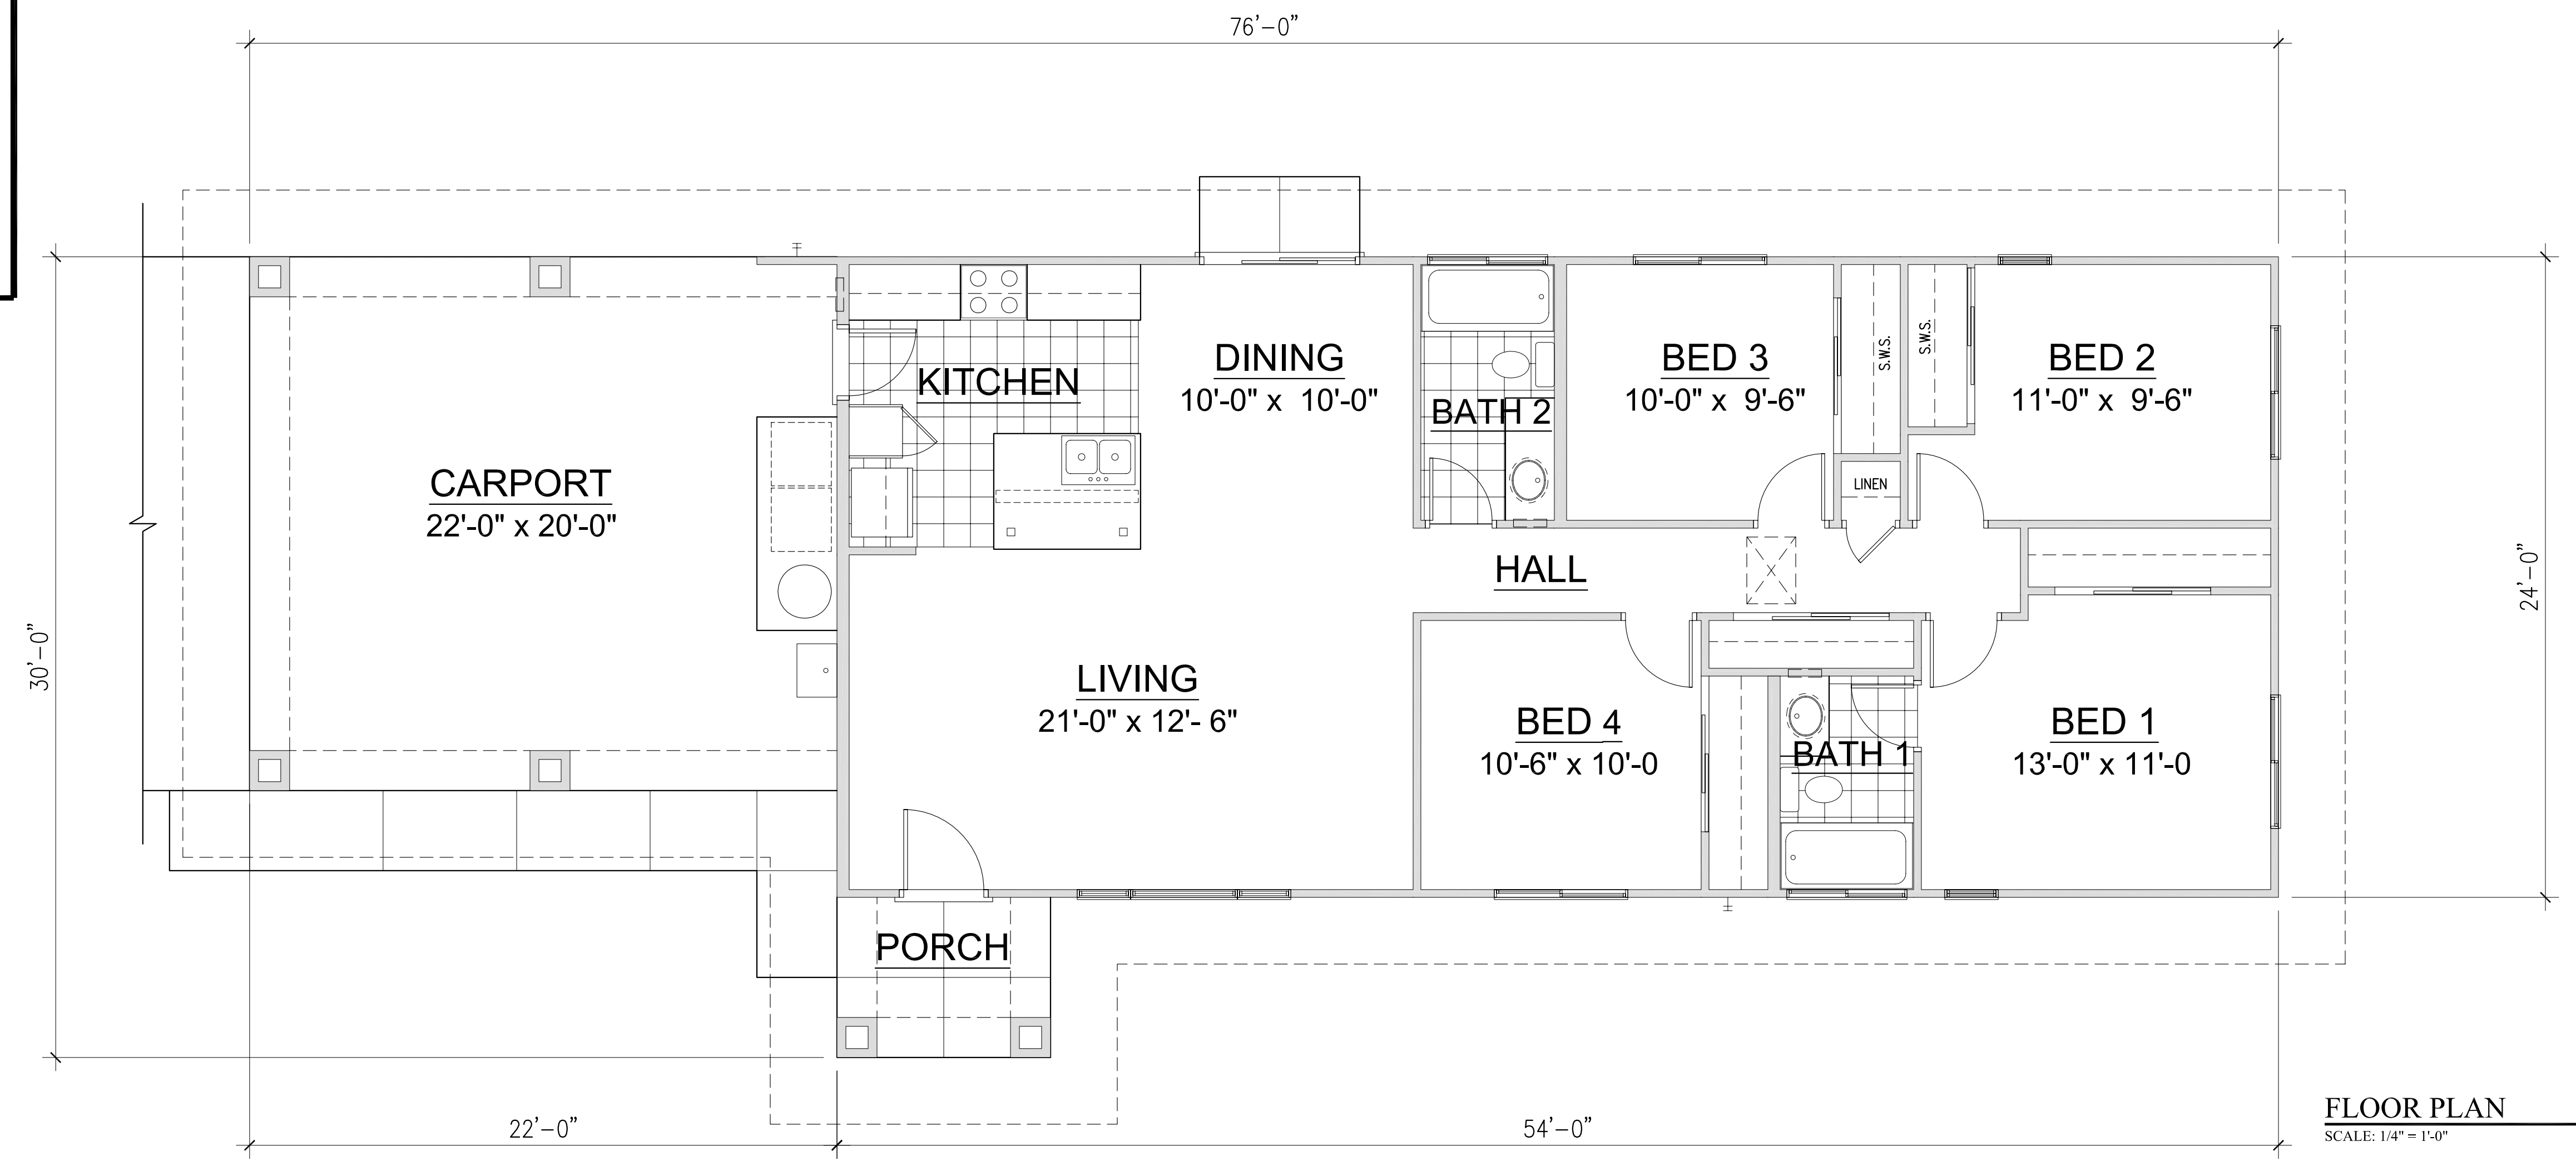 76'-0"
KITCHEN
DINING
10'-0" x 10'-0"
BATH 2
BED 3
10'-0" x 9'-6"
S.W.S.
S.W.S.
BED 2
11'-0" x 9'-6"
CARPORT
22'-0" x 20'-0"
LINEN
HALL
24'-0"
30'-0"
LIVING
21'-0" x 12'- 6"
BED 4
10'-6" x 10'-0
BATH 1
BED 1
13'-0" x 11'-0
PORCH
22'-0"
54'-0"
FLOOR PLAN
SCALE: 1/4" = 1'-0"